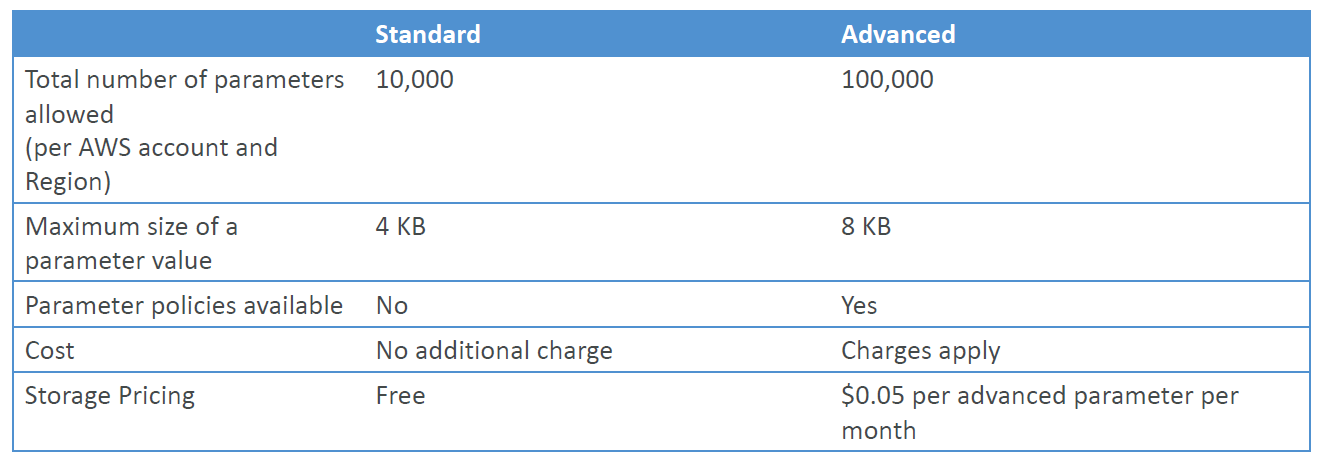 Standard Advanced
Total number of parameters 10,000 100,000
allowed
(per AWS account and
Region)
Maximum size of a 4 KB 8 KB
parameter value
Parameter policies available No Yes
Cost No additional charge Charges apply
Storage Pricing Free $0.05 per advanced parameter per
month